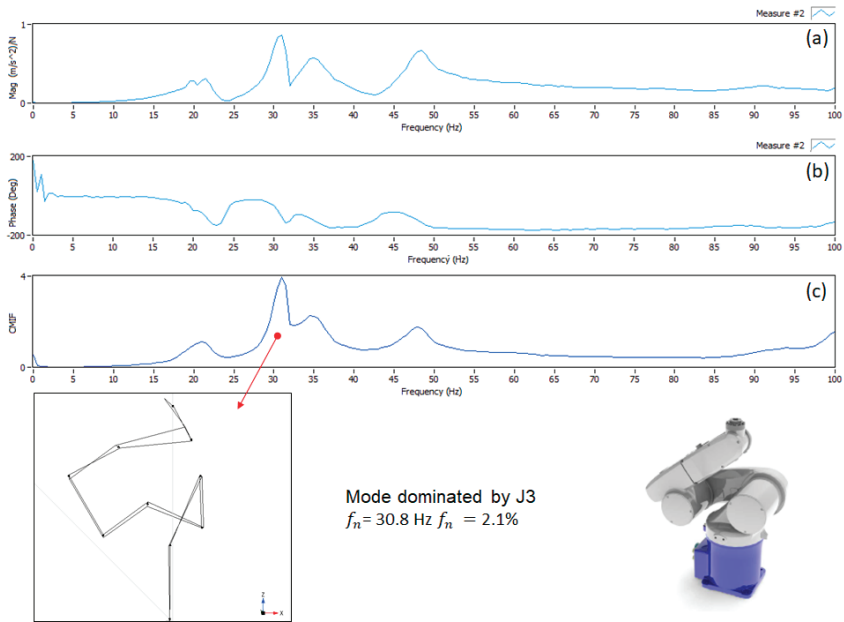 Measure #2
(a)
1
0
Mag (m/s^2)/N
0 5 10 15 20 25 30 35 40 45 50 55 60 65 70 75 80 85 90 95 100
Frequency (Hz)
Measure #2
(b)
200
-200
Phase (Deg)
0 5 10 15 20 25 30 35 40 45 50 55 60 65 70 75 80 85 90 95 100
Frequency (Hz)
(c)
4
0
CMIF
0 5 10 15 20 25 30 35 40 45 50 55 60 65 70 75 80 85 90 95 100
Frequency (Hz)
Mode dominated by J3
fₙ= 30.8 Hz fₙ = 2.1%
Z
X